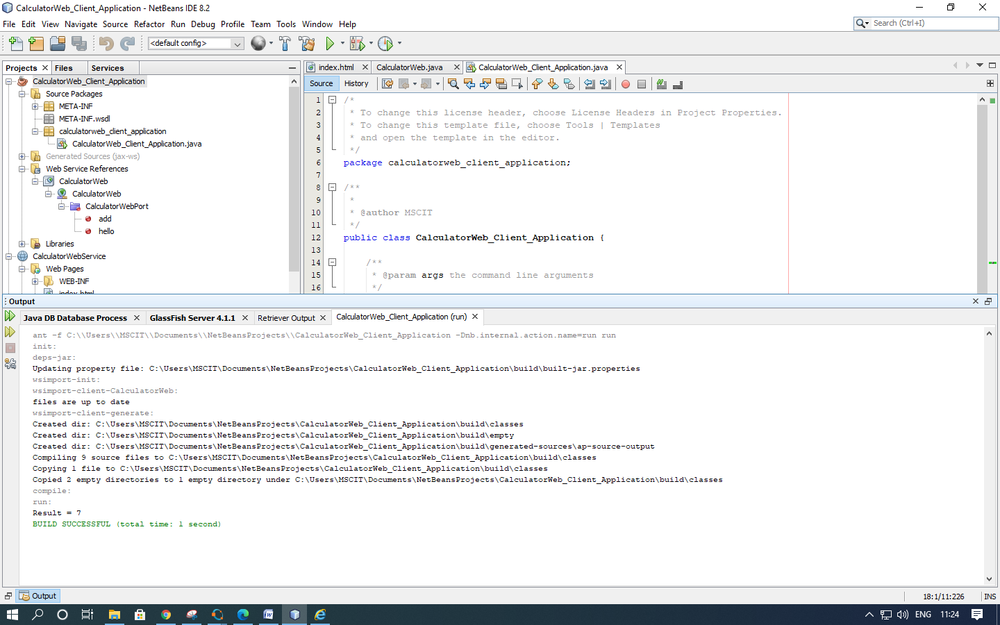 CalculatorWeb_Client_Application - NetBeans IDE 8.2
File Edit View Navigate Source Refactor Run Debug Profile Team Tools Window Help
Search (Ctrl+I)
<default config>
Projects Files Services
CalculatorWeb_Client_Application
Source Packages
META-INF
META-INF.wsdl
calculatorweb_client_application
CalculatorWeb_Client_Application.java
Generated Sources (jax-ws)
Web Service References
CalculatorWeb
CalculatorWeb
CalculatorWebPort
add
hello
Libraries
CalculatorWebService
Web Pages
WEB-INF
index.html
index.html CalculatorWeb.java CalculatorWeb_Client_Application.java
Source History
1 /*
2 * To change this license header, choose License Headers in Project Properties.
3 * To change this template file, choose Tools | Templates
4 * and open the template in the editor.
5 */
6 package calculatorweb_client_application;
7
8 /**
9 *
10 * @author MSCIT
11 */
12 public class CalculatorWeb_Client_Application {
13
14 /**
15 * @param args the command line arguments
16 */
Output
Java DB Database Process GlassFish Server 4.1.1 Retriever Output CalculatorWeb_Client_Application (run)
ant -f C:\\Users\\MSCIT\\Documents\\NetBeansProjects\\CalculatorWeb_Client_Application -Dnb.internal.action.name=run run
init:
deps-jar:
Updating property file: C:\Users\MSCIT\Documents\NetBeansProjects\CalculatorWeb_Client_Application\build\built-jar.properties
wsimport-init:
wsimport-client-CalculatorWeb:
files are up to date
wsimport-client-generate:
Created dir: C:\Users\MSCIT\Documents\NetBeansProjects\CalculatorWeb_Client_Application\build\classes
Created dir: C:\Users\MSCIT\Documents\NetBeansProjects\CalculatorWeb_Client_Application\build\empty
Created dir: C:\Users\MSCIT\Documents\NetBeansProjects\CalculatorWeb_Client_Application\build\generated-sources\ap-source-output
Compiling 9 source files to C:\Users\MSCIT\Documents\NetBeansProjects\CalculatorWeb_Client_Application\build\classes
Copying 1 file to C:\Users\MSCIT\Documents\NetBeansProjects\CalculatorWeb_Client_Application\build\classes
Copied 2 empty directories to 1 empty directory under C:\Users\MSCIT\Documents\NetBeansProjects\CalculatorWeb_Client_Application\build\classes
compile:
run:
Result = 7
BUILD SUCCESSFUL (total time: 1 second)
Output
18:1/11:226 INS
ENG 11:24